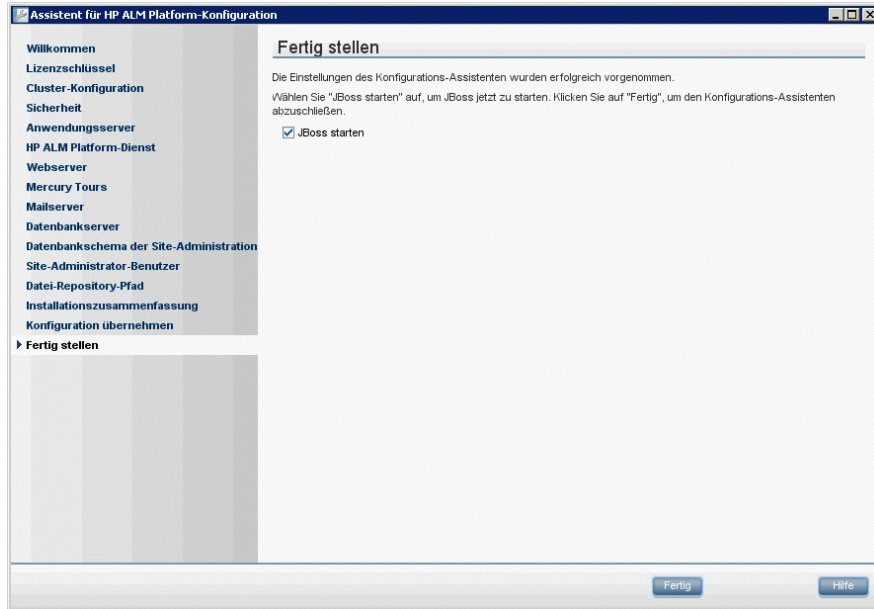 Assistent für HP ALM Platform-Konfiguration
Willkommen
Lizenzschlüssel
Cluster-Konfiguration
Sicherheit
Anwendungsserver
HP ALM Platform-Dienst
Webserver
Mercury Tours
Mailserver
Datenbankserver
Datenbankschema der Site-Administration
Site-Administrator-Benutzer
Datei-Repository-Pfad
Installationszusammenfassung
Konfiguration übernehmen
Fertig stellen
Fertig stellen
Die Einstellungen des Konfigurations-Assistenten wurden erfolgreich vorgenommen.
Wählen Sie "JBoss starten" auf, um JBoss jetzt zu starten. Klicken Sie auf "Fertig", um den Konfigurations-Assistenten
abzuschließen.
JBoss starten
Fertig
Hilfe